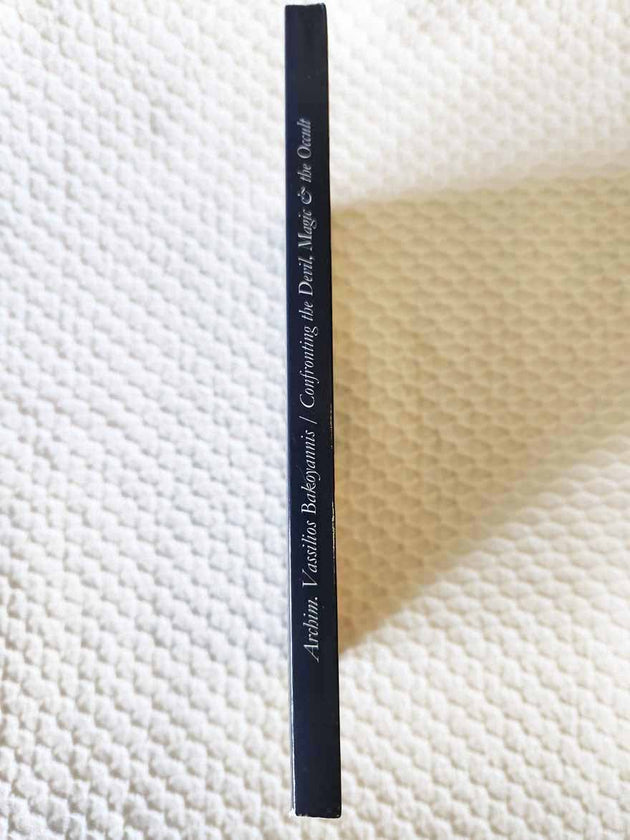 Archim. Vassilios Bakoyannis / Confronting the Devil, Magic & the Occult